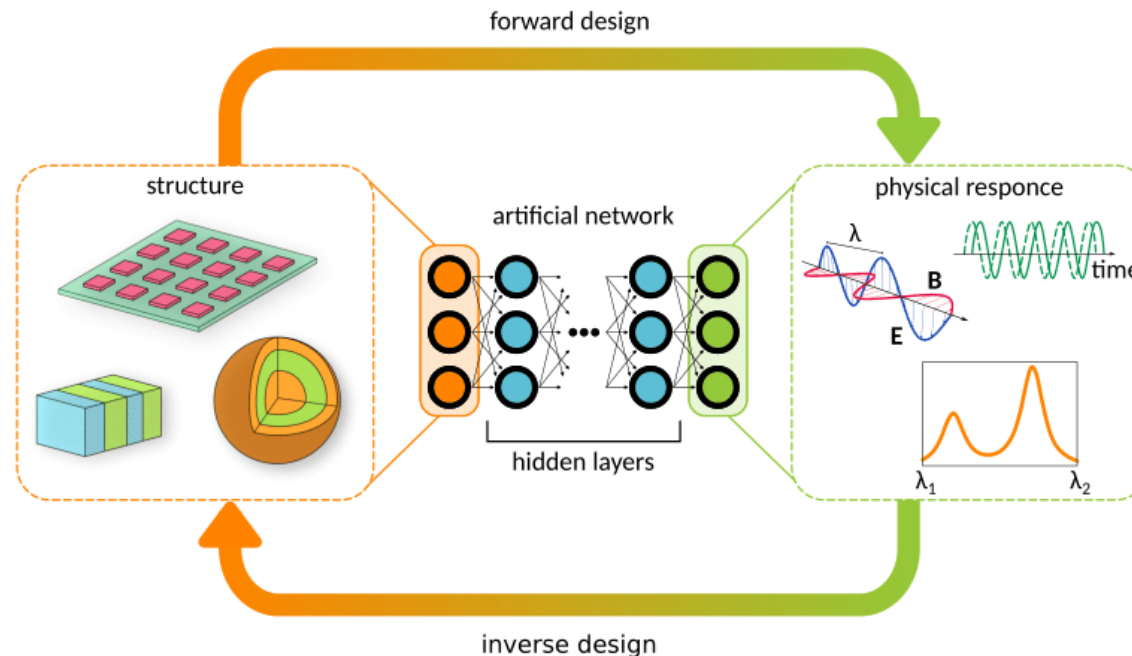 forward design
structure
physical responce
artificial network
λ
B
E
time
hidden layers
λ₁
λ₂
inverse design